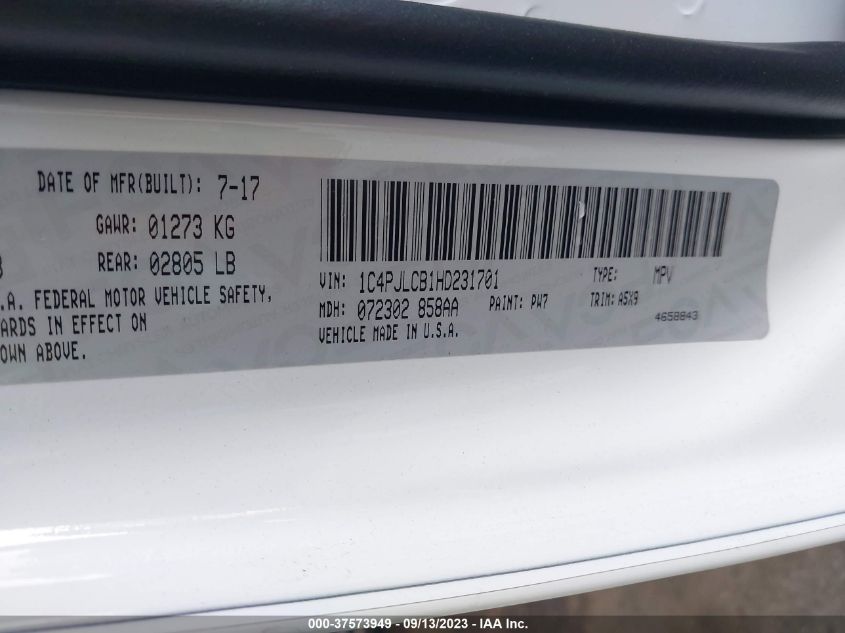 DATE OF MFR(BUILT): 7-17
GAWR: 01273 KG
REAR: 02805 LB
.A. FEDERAL MOTOR VEHICLE SAFETY,
ARDS IN EFFECT ON
OWN ABOVE.
VIN: 1C4PJLCB1HD231701 TYPE: MPV
MDH: 072302 858AA PAINT: PW7 TRIM: A5X9
VEHICLE MADE IN U.S.A. 4658843
000-37573949 - 09/13/2023 - IAA Inc.